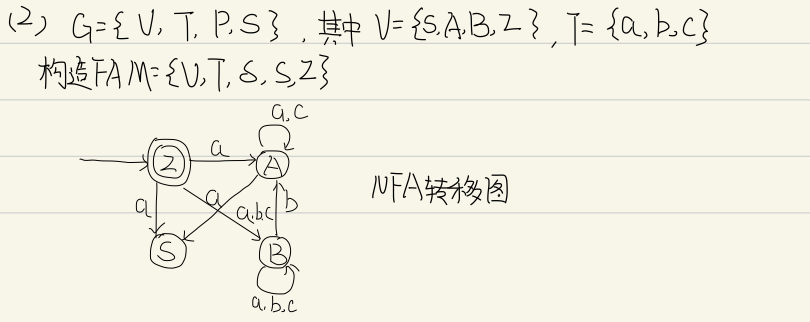 (2) G={V, T, P, S}, 其中 V={S,A,B,Z}, T={a,b,c}
构造FA M={V,T,δ,S,Z}
a,c
Z a A
NFA转移图
a a a,b,c b
S B
a,b,c